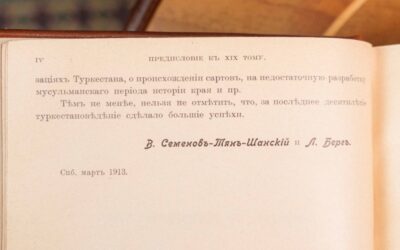 IV ПРЕДИСЛОВІЕ КЪ XIX ТОМУ.
заціяхъ Туркестана, о происхожденіи сартовъ, на недостаточную разработку
мусульманскаго періода исторіи края и пр.
Тѣмъ не менѣе, нельзя не отмѣтить, что, за послѣднее десятилѣтіе
туркестановѣдѣніе сдѣлало большіе успѣхи.
В. Семеновъ-Тянъ-Шанскій и Л. Бергъ.
Спб. мартъ 1913.